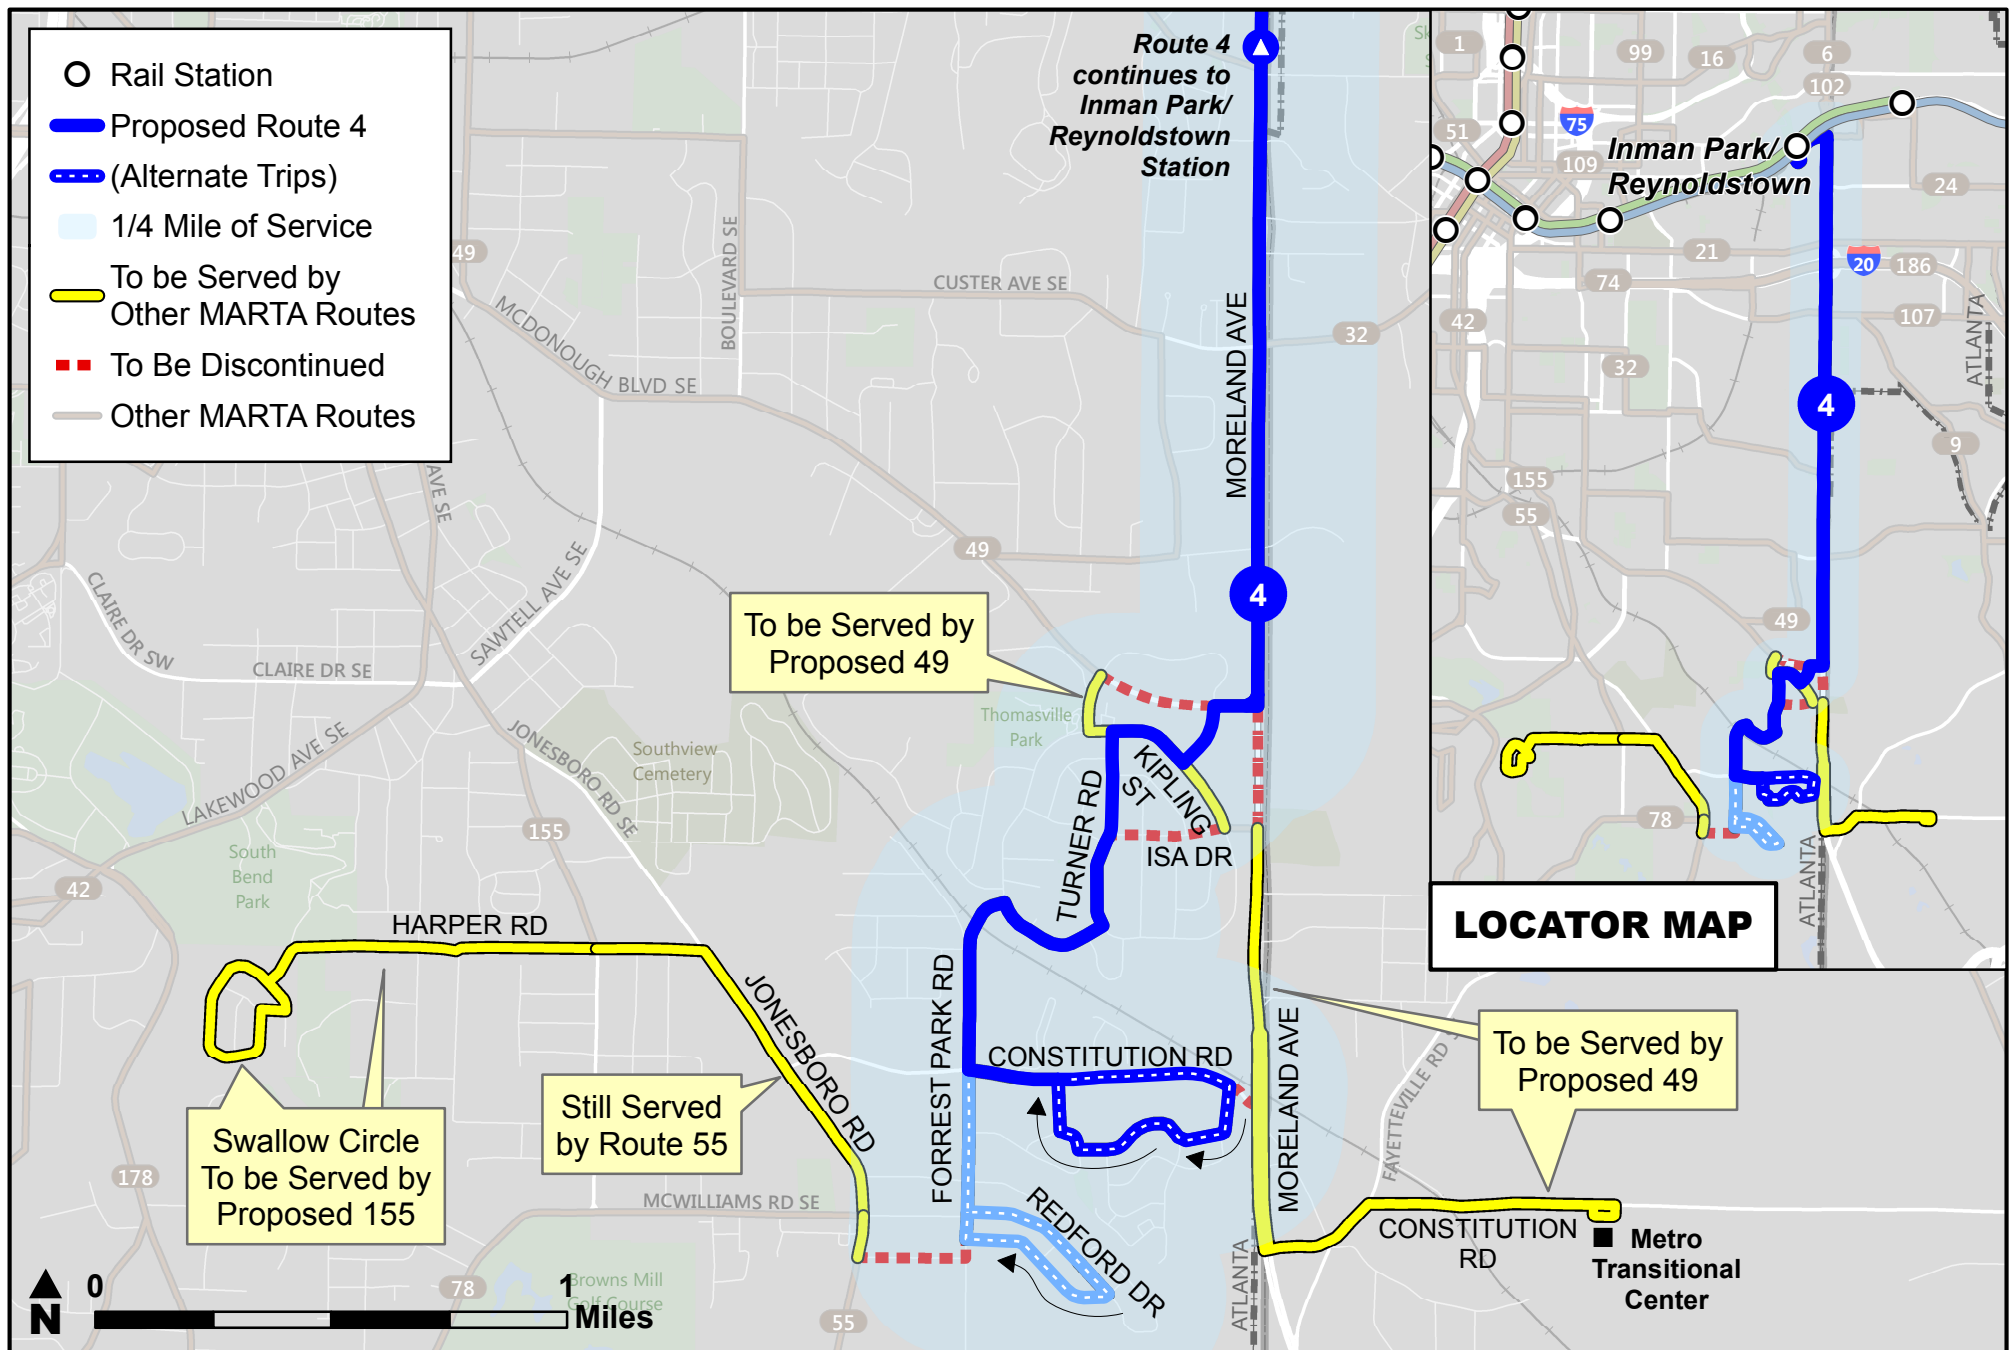 Rail Station
Proposed Route 4
(Alternate Trips)
1/4 Mile of Service
To be Served by
Other MARTA Routes
To Be Discontinued
Other MARTA Routes
Route 4
continues to
Inman Park/
Reynoldstown
Station
49
BOULEVARD SE
CUSTER AVE SE
MCDONOUGH BLVD SE
MORELAND AVE
32
AVE SE
49
4
SAWTELL AVE SE
CLAIRE DR SW
CLAIRE DR SE
To be Served by
Proposed 49
Thomasville
Park
JONESBORO RD SE
Southview
Cemetery
LAKEWOOD AVE SE
KIPLING
ST
TURNER RD
ISA DR
155
South
Bend
Park
42
HARPER RD
JONESBORO RD
FORREST PARK RD
CONSTITUTION RD
MORELAND AVE
FAYETTEVILLE RD
To be Served by
Proposed 49
Still Served
by Route 55
Swallow Circle
To be Served by
Proposed 155
178
MCWILLIAMS RD SE
REDFORD DR
CONSTITUTION
RD
Metro
Transitional
Center
ATLANTA
78
Browns Mill
Golf Course
55
N
0
1
Miles
1
99
16
6
102
51
75
109
Inman Park/
Reynoldstown
24
21
20
186
74
107
42
32
ATLANTA
4
9
155
55
49
78
ATLANTA
LOCATOR MAP